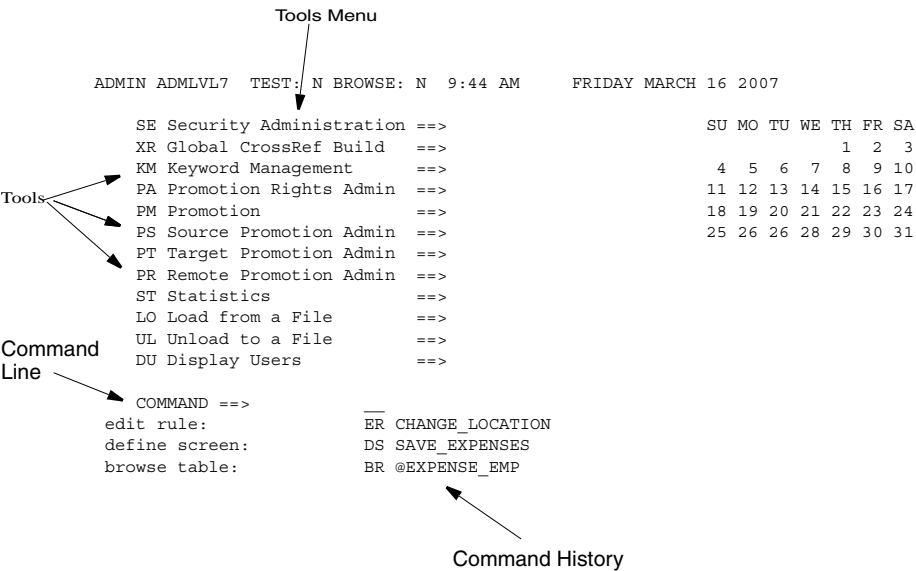 Tools Menu
ADMIN ADMLVL7 TEST: N BROWSE: N 9:44 AM FRIDAY MARCH 16 2007
SE Security Administration ==> SU MO TU WE TH FR SA
XR Global CrossRef Build ==> 1 2 3
KM Keyword Management ==> 4 5 6 7 8 9 10
Tools
PA Promotion Rights Admin ==> 11 12 13 14 15 16 17
PM Promotion ==> 18 19 20 21 22 23 24
PS Source Promotion Admin ==> 25 26 26 28 29 30 31
PT Target Promotion Admin ==>
PR Remote Promotion Admin ==>
ST Statistics ==>
LO Load from a File ==>
UL Unload to a File ==>
DU Display Users ==>
Command
Line
COMMAND ==> __
edit rule: ER CHANGE_LOCATION
define screen: DS SAVE_EXPENSES
browse table: BR @EXPENSE_EMP
Command History